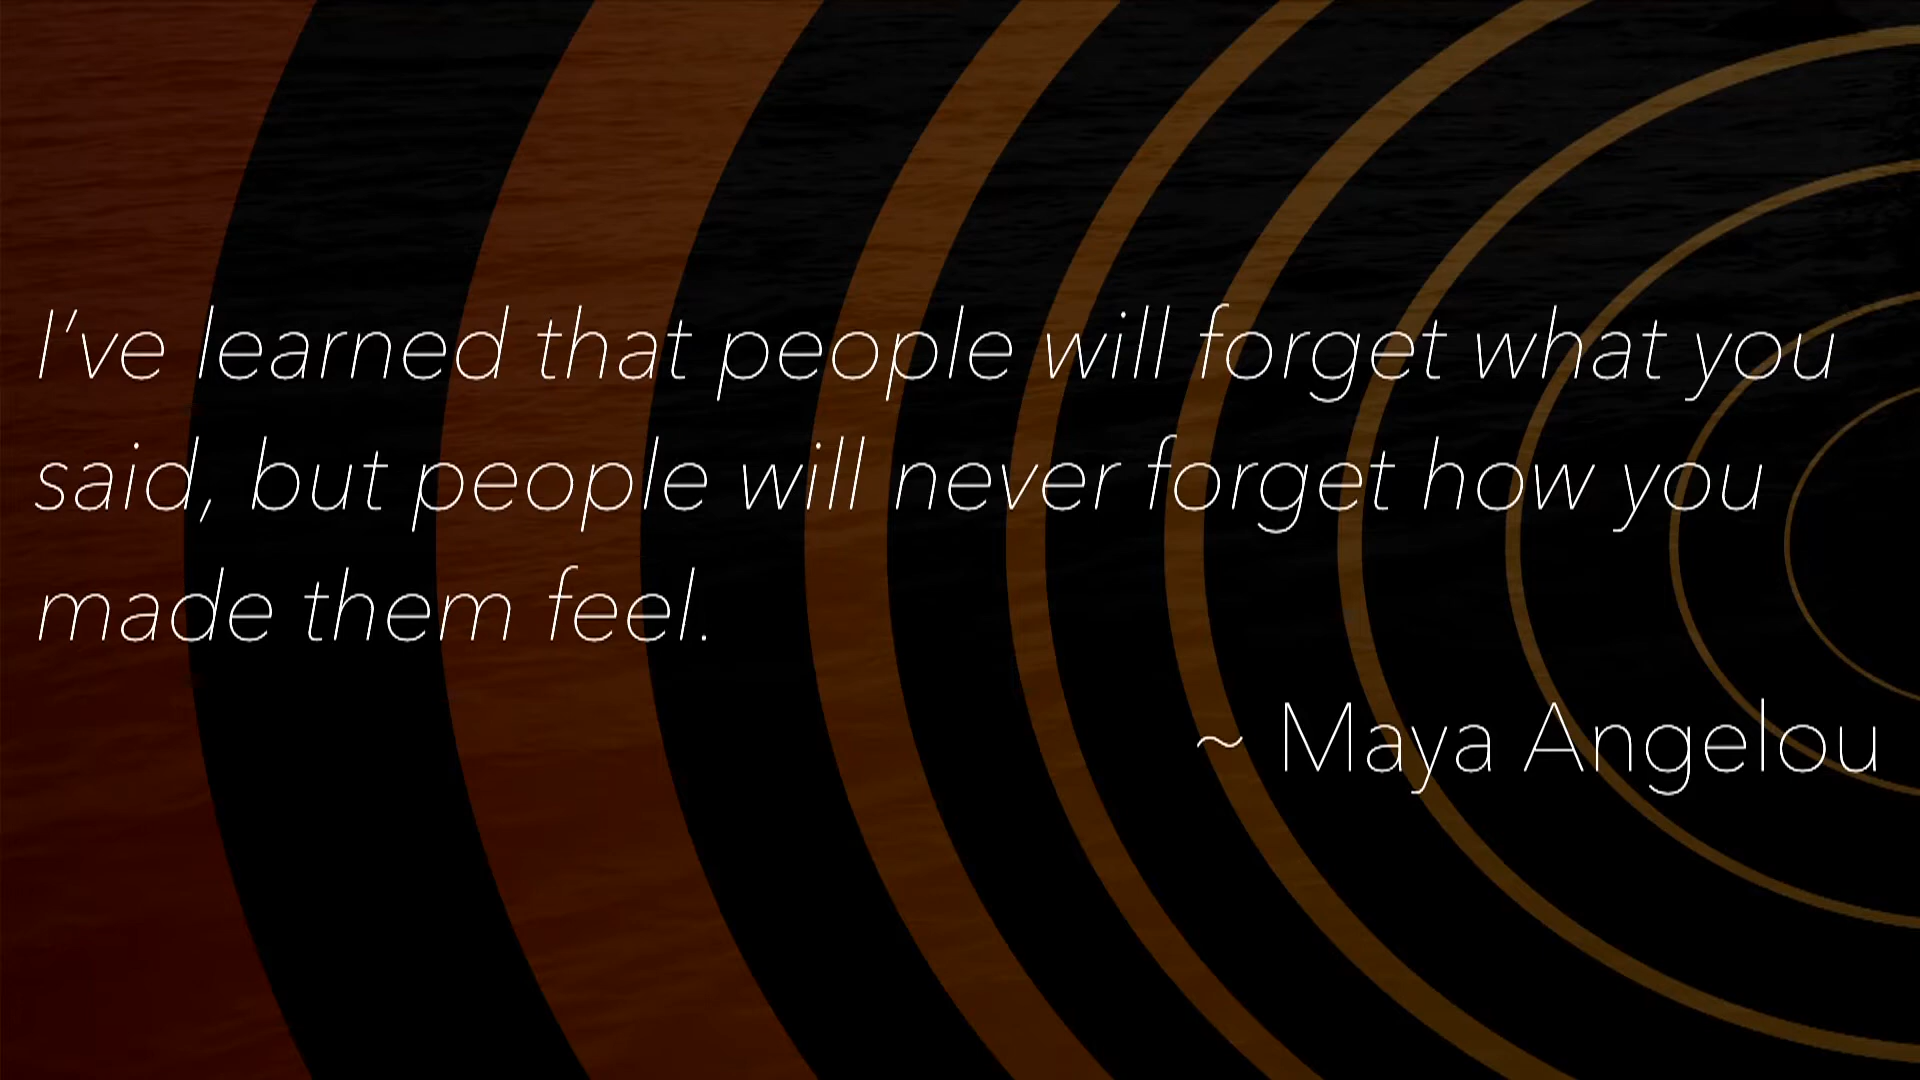 I’ve learned that people will forget what you
said, but people will never forget how you
made them feel.
~ Maya Angelou